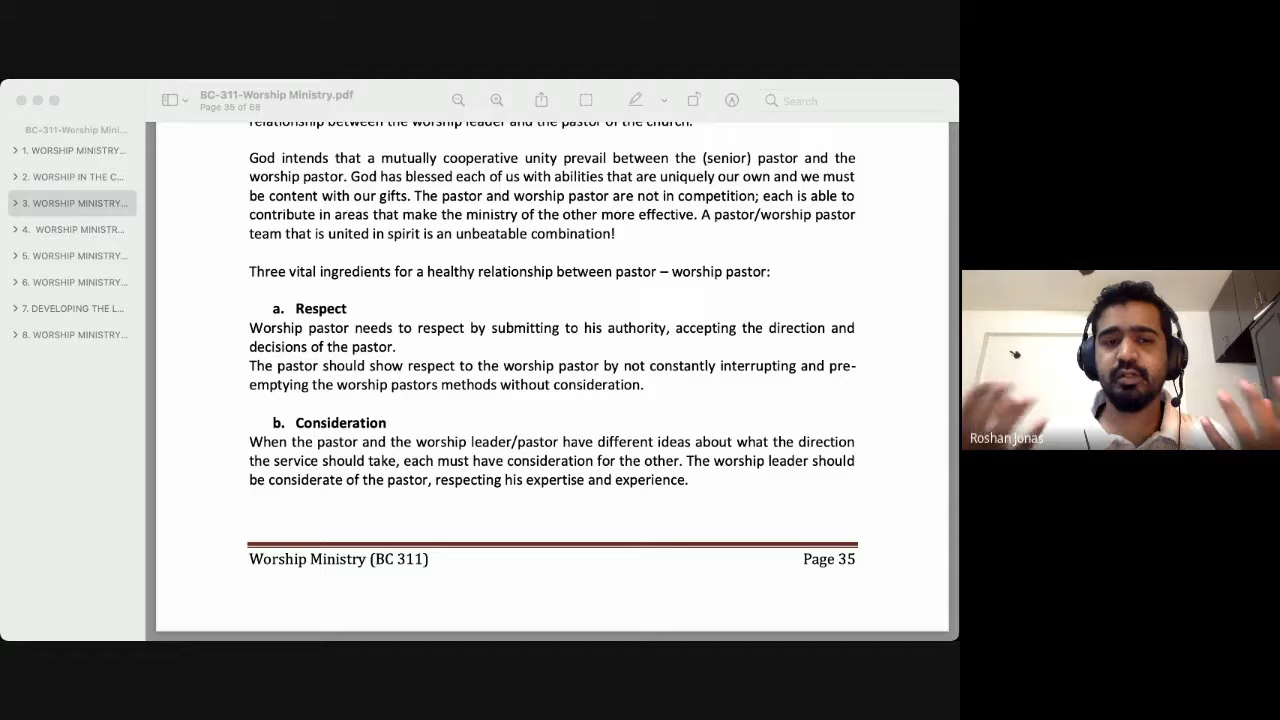 BC-311-Worship Ministry.pdf
Page 35 of 68
Search
BC-311-Worship Mini...
1. WORSHIP MINISTRY...
2. WORSHIP IN THE C...
3. WORSHIP MINISTRY...
4. WORSHIP MINISTR...
5. WORSHIP MINISTRY...
6. WORSHIP MINISTRY...
7. DEVELOPING THE L...
8. WORSHIP MINISTRY...
relationship between the worship leader and the pastor of the church.
God intends that a mutually cooperative unity prevail between the (senior) pastor and the
worship pastor. God has blessed each of us with abilities that are uniquely our own and we must
be content with our gifts. The pastor and worship pastor are not in competition; each is able to
contribute in areas that make the ministry of the other more effective. A pastor/worship pastor
team that is united in spirit is an unbeatable combination!
Three vital ingredients for a healthy relationship between pastor – worship pastor:
a. Respect
Worship pastor needs to respect by submitting to his authority, accepting the direction and
decisions of the pastor.
The pastor should show respect to the worship pastor by not constantly interrupting and pre-
emptying the worship pastors methods without consideration.
b. Consideration
When the pastor and the worship leader/pastor have different ideas about what the direction
the service should take, each must have consideration for the other. The worship leader should
be considerate of the pastor, respecting his expertise and experience.
Worship Ministry (BC 311)
Page 35
Roshan Jonas